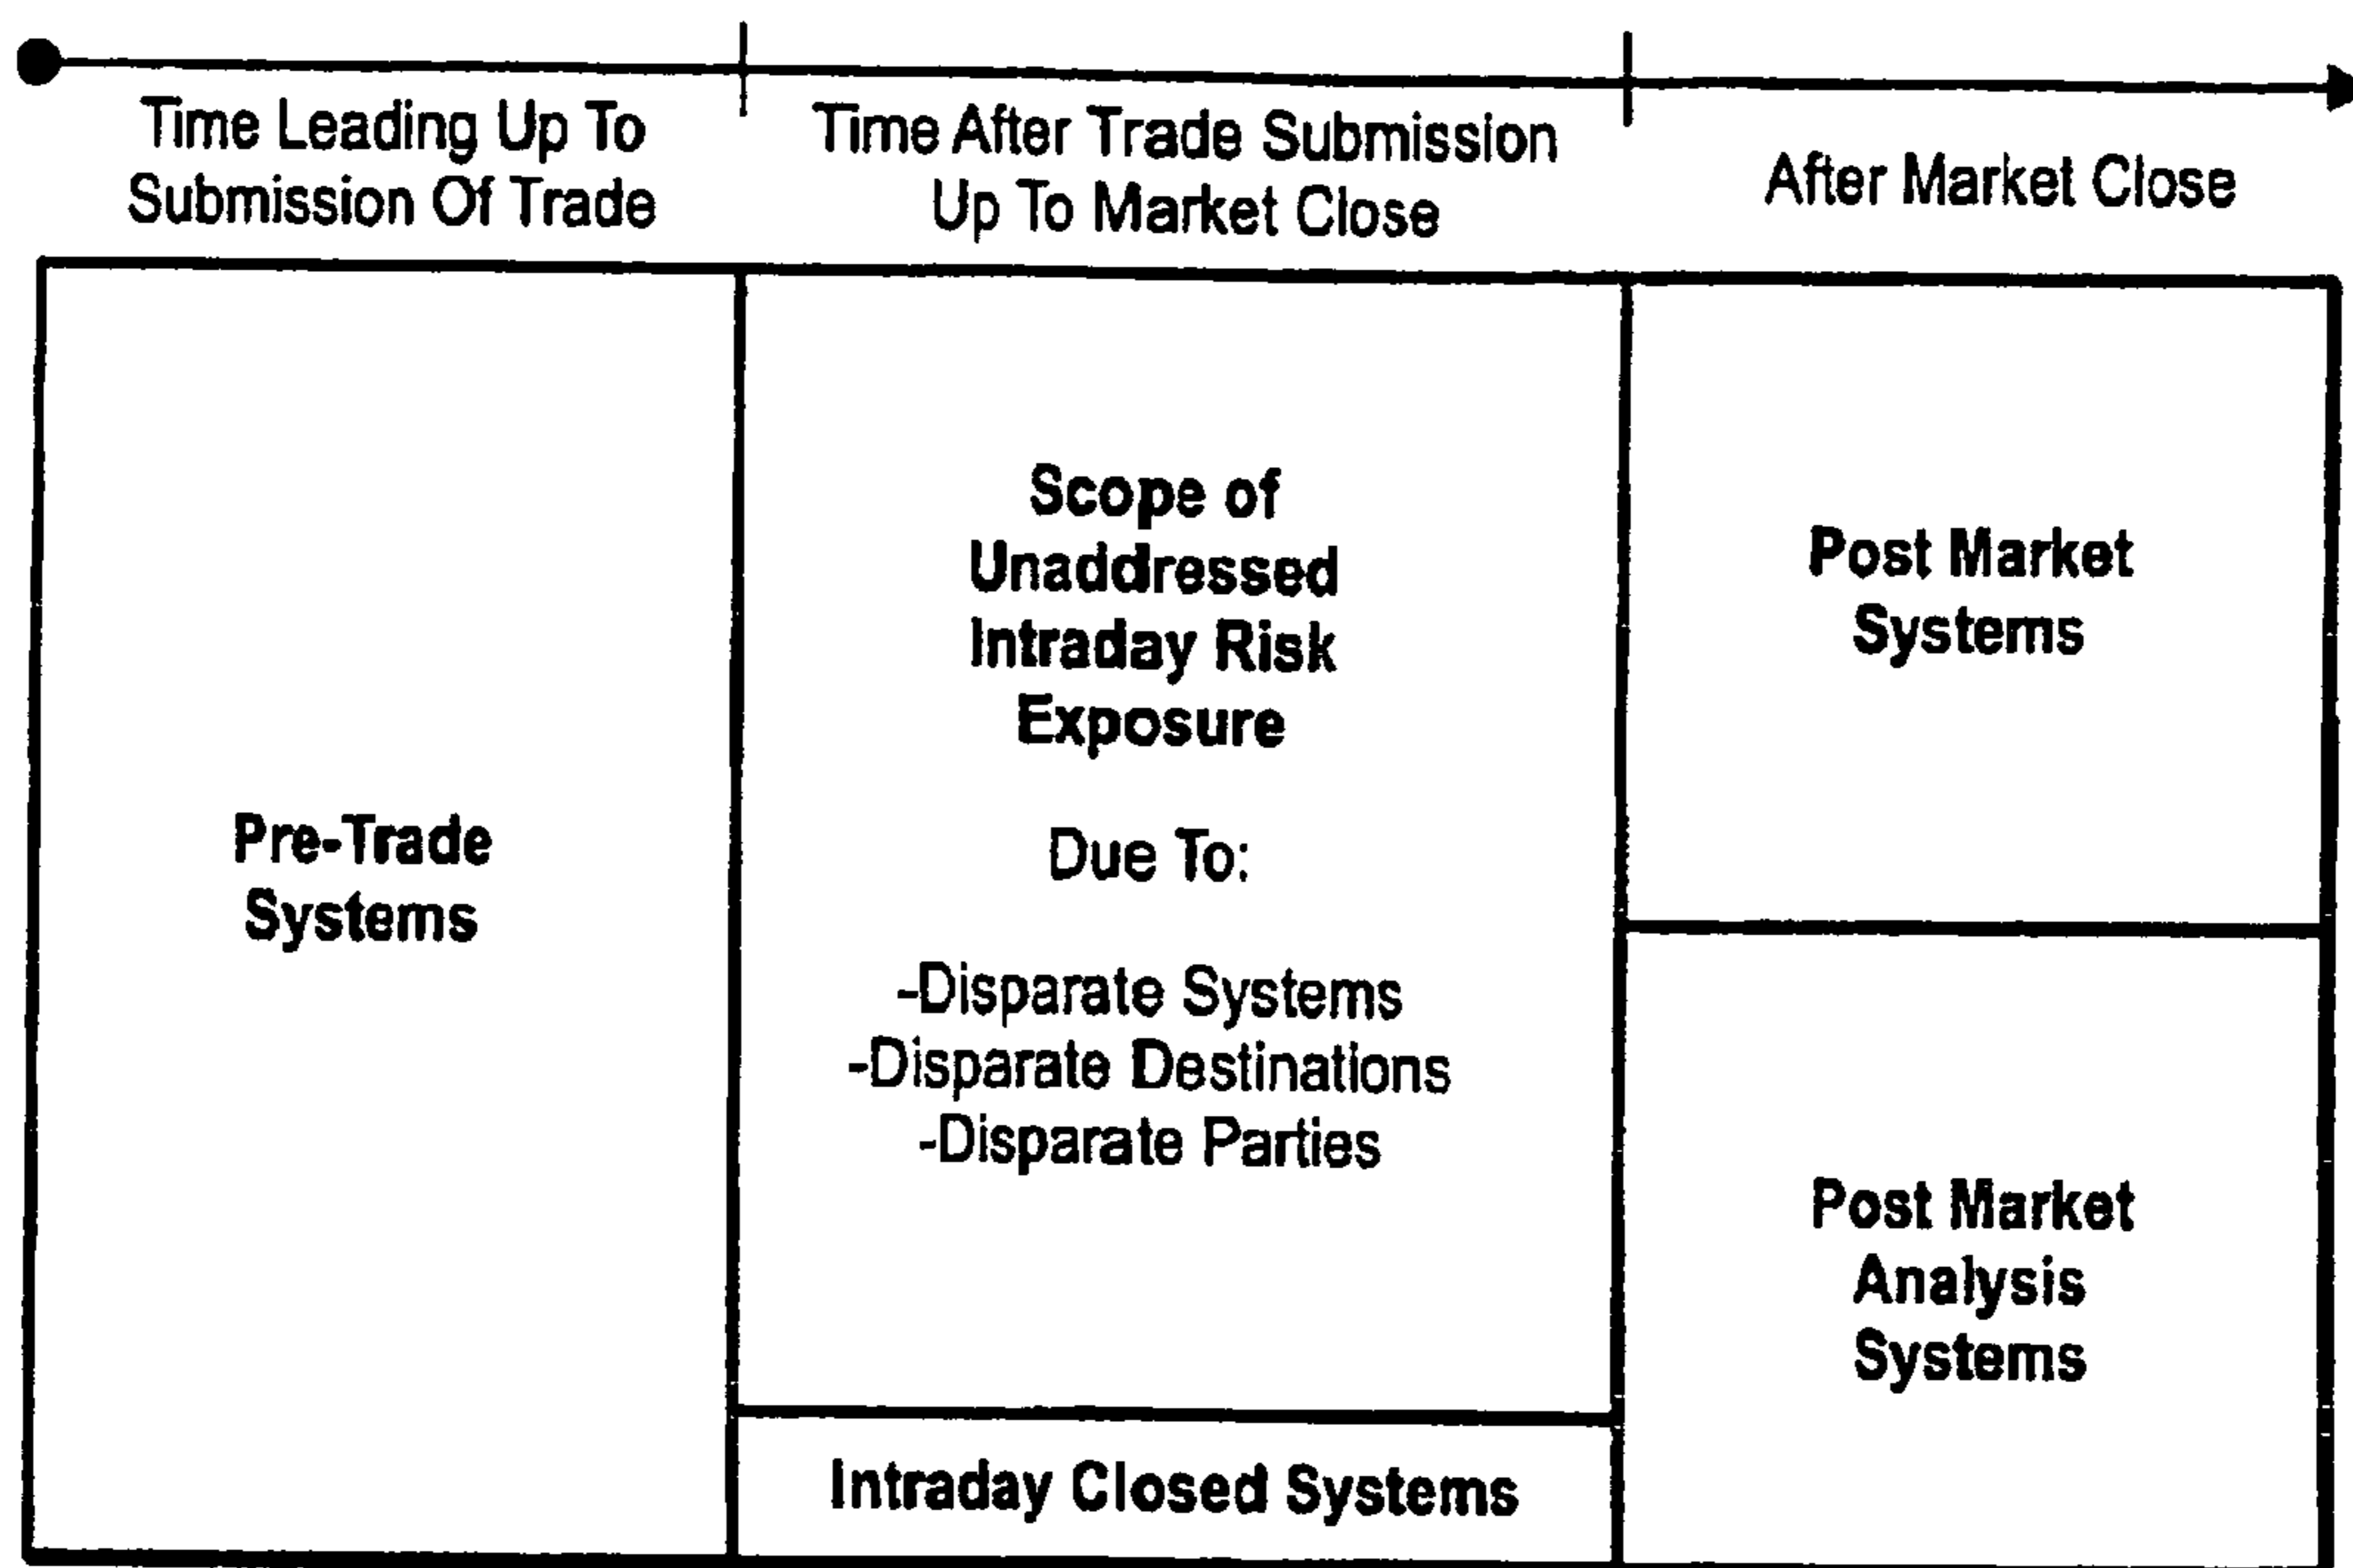 Time Leading Up To
Submission Of Trade
Time After Trade Submission
Up To Market Close
After Market Close
Pre-Trade
Systems
Scope of
Unaddressed
Intraday Risk
Exposure
Due To:
-Disparate Systems
-Disparate Destinations
-Disparate Parties
Intraday Closed Systems
Post Market
Systems
Post Market
Analysis
Systems